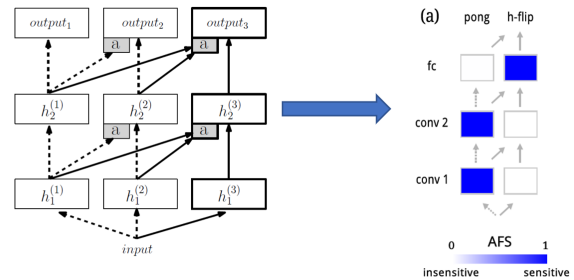 output₁ output₂ output₃
a a
h₂⁽¹⁾ h₂⁽²⁾ h₂⁽³⁾
a a
h₁⁽¹⁾ h₁⁽²⁾ h₁⁽³⁾
input
(a) pong h-flip
fc
conv 2
conv 1
0 AFS 1
insensitive sensitive